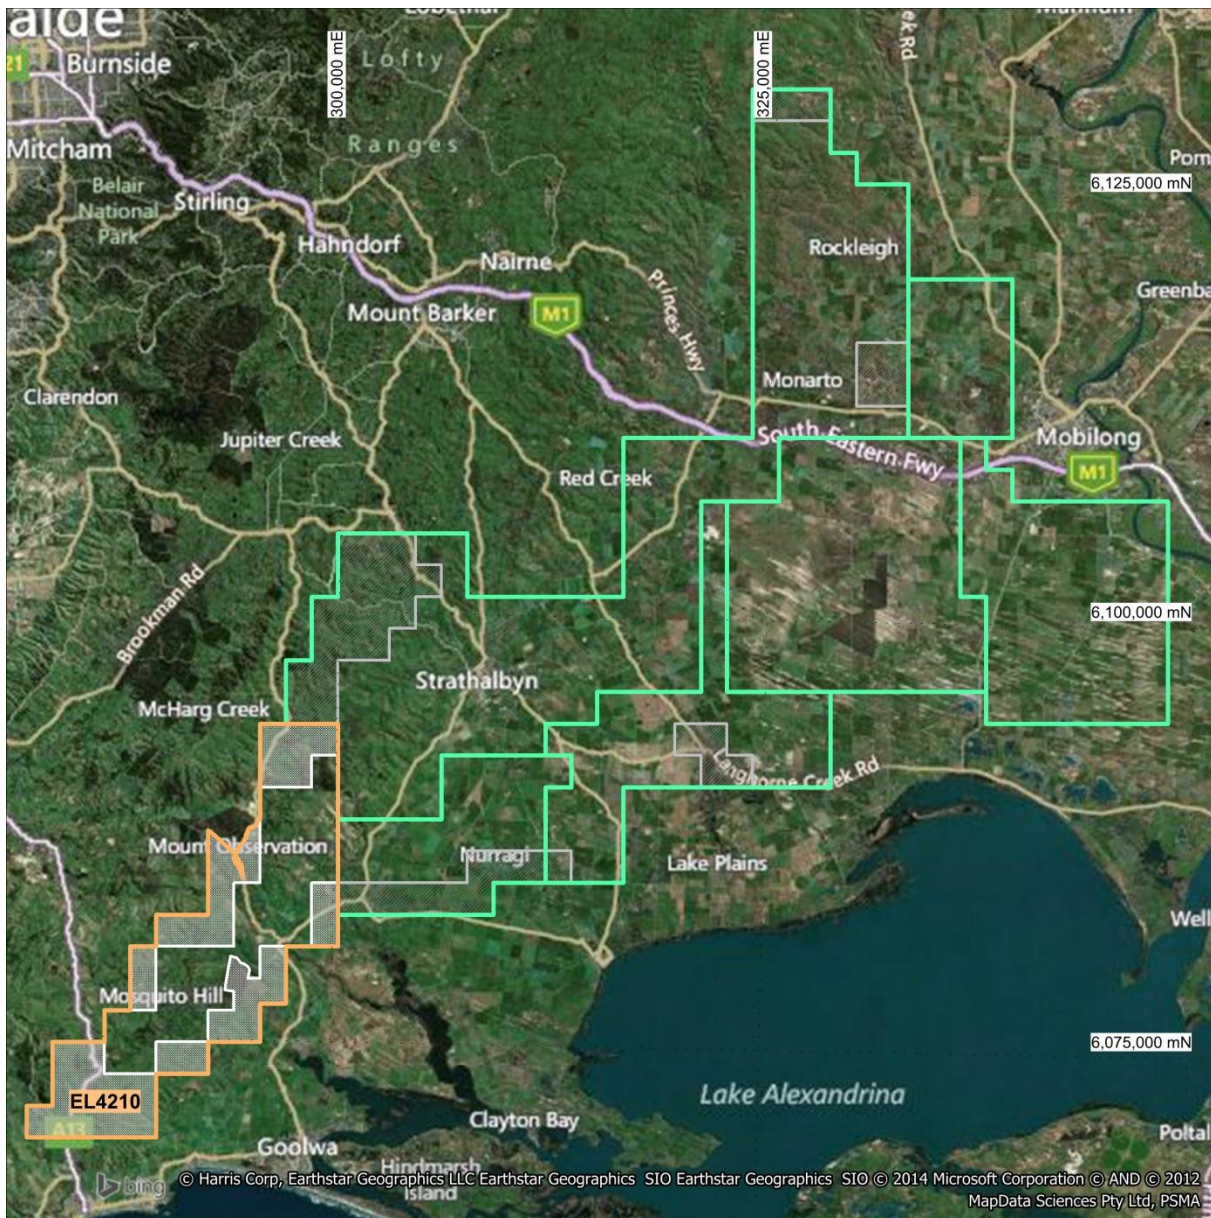 aide
Burnside
21
Lofty
300,000 mE
325,000 mE
Mitcham
Ranges
Belair
National
Park
Stirling
6,125,000 mN
Hahndorf
Rockleigh
Nairne
Princes Hwy
Greenba
Mount Barker
M1
Monarto
Clarendon
South Eastern Fwy
Jupiter Creek
Mobilong
M1
Red Creek
Brookman Rd
6,100,000 mN
Strathalbyn
McHarg Creek
Langhorne Creek Rd
Mount Observation
Nurragi
Lake Plains
Well
Mosquito Hill
6,075,000 mN
EL4210
Lake Alexandrina
Clayton Bay
A13
Goolwa
Poltal
Hindmarsh
Island
bing
© Harris Corp, Earthstar Geographics LLC Earthstar Geographics SIO Earthstar Geographics SIO © 2014 Microsoft Corporation © AND © 2012
MapData Sciences Pty Ltd, PSMA